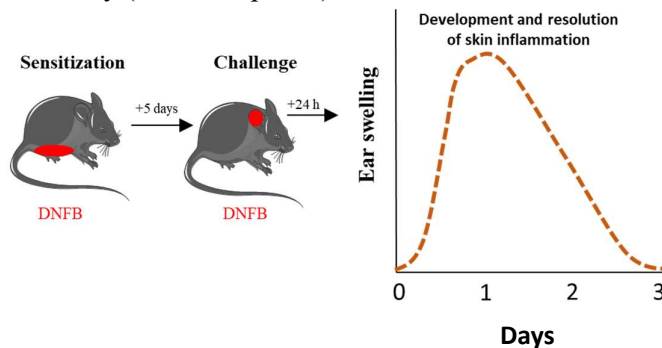 Development and resolution
of skin inflammation
Sensitization
Challenge
+5 days
+24 h
DNFB
DNFB
Ear swelling
0 1 2 3
Days